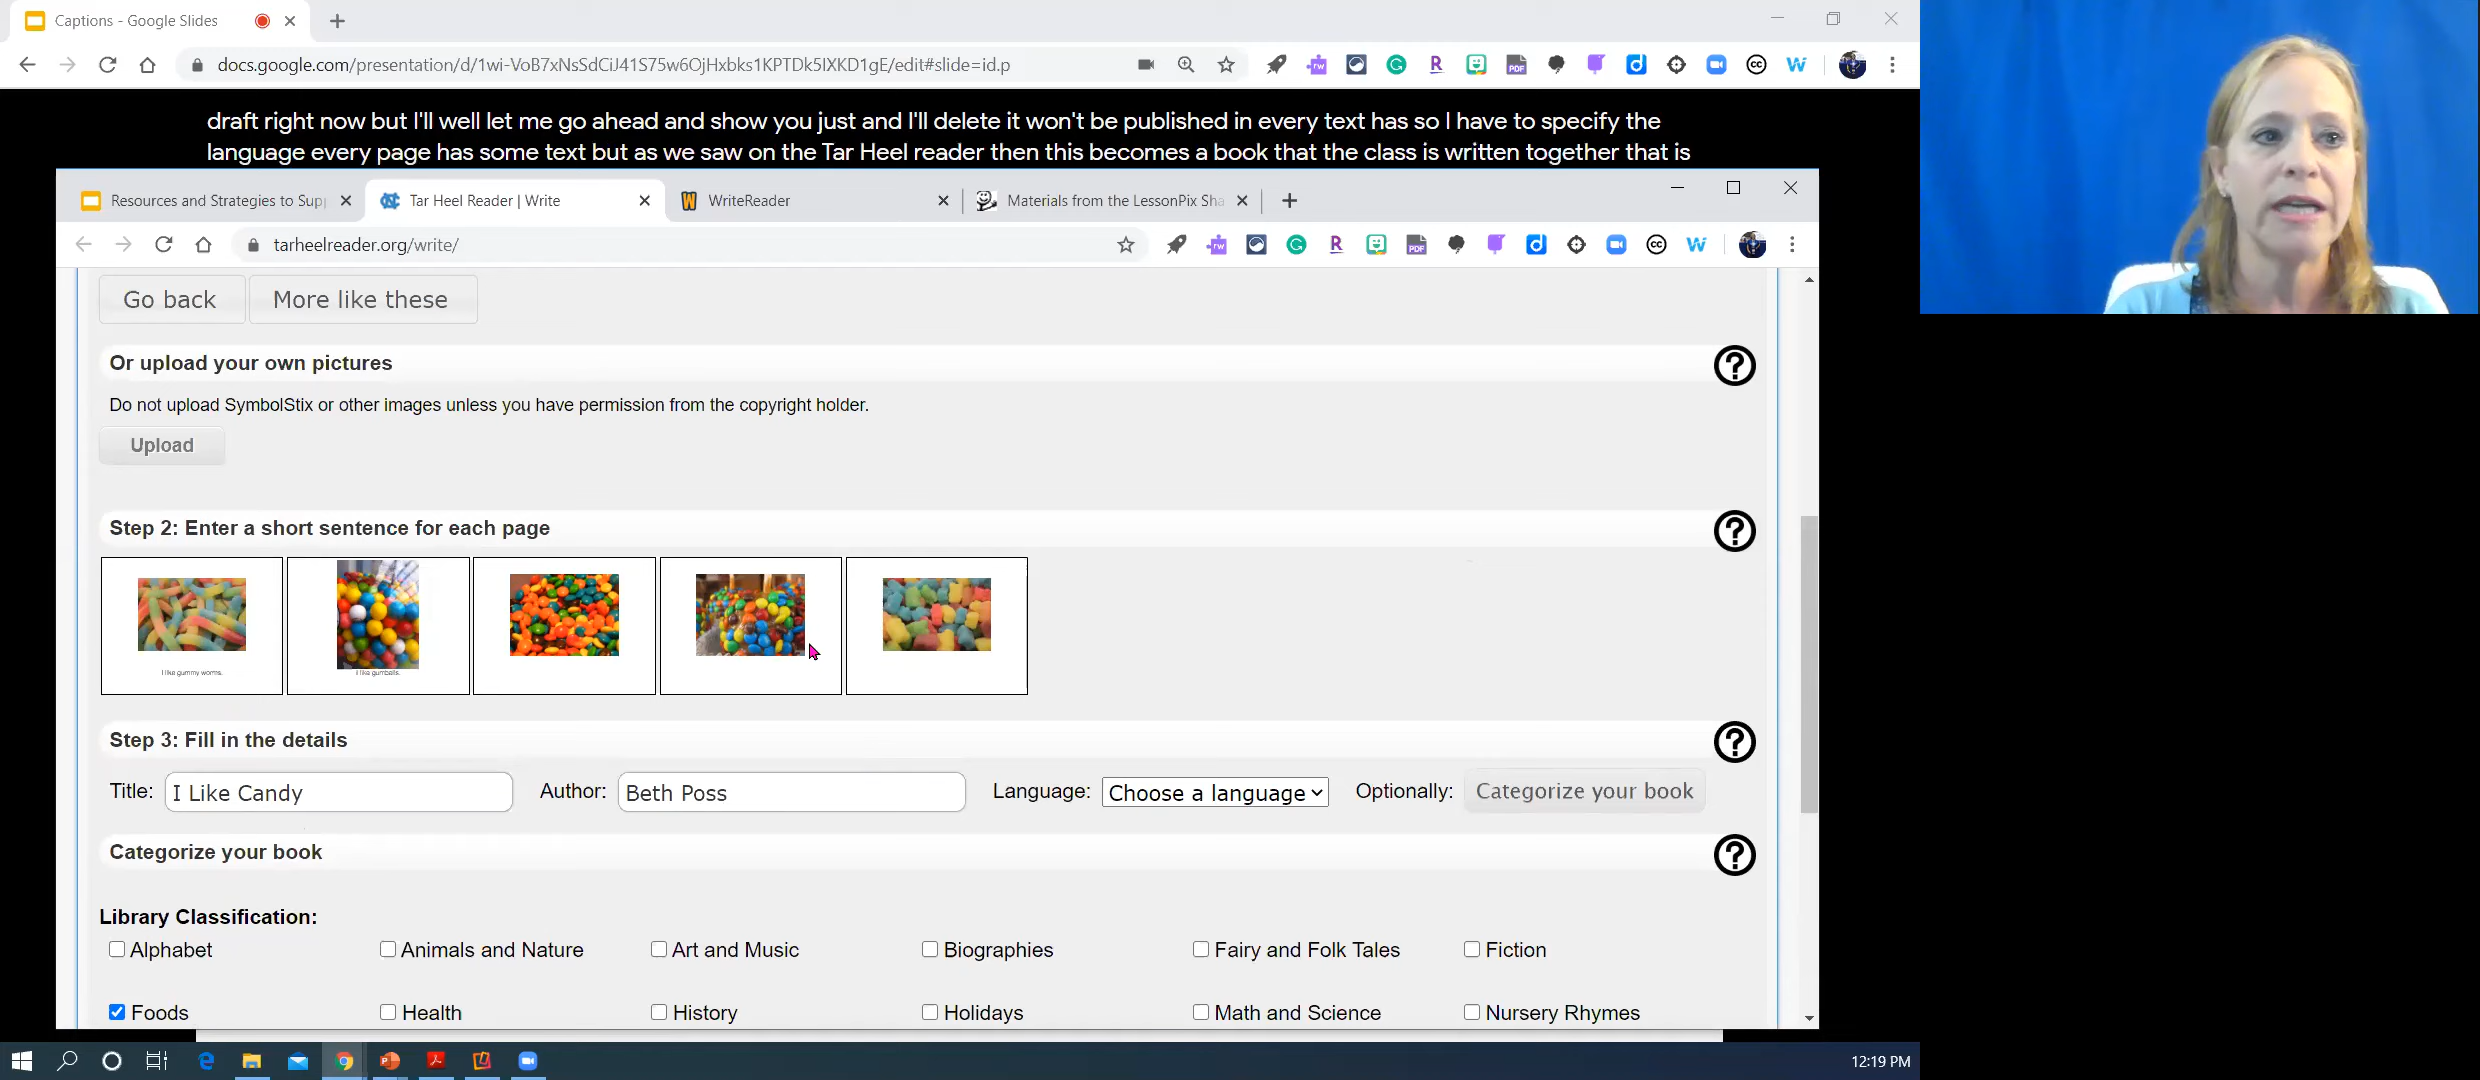 Captions - Google Slides
docs.google.com/presentation/d/1wi-VoB7xNsSdCiJ41S75w6OjHxbks1KPTDk5IXKD1gE/edit#slide=id.p
draft right now but I'll well let me go ahead and show you just and I'll delete it won't be published in every text has so I have to specify the
language every page has some text but as we saw on the Tar Heel reader then this becomes a book that the class is written together that is
Resources and Strategies to Supp
Tar Heel Reader | Write
WriteReader
Materials from the LessonPix Sha
tarheelreader.org/write/
Go back
More like these
Or upload your own pictures
Do not upload SymbolStix or other images unless you have permission from the copyright holder.
Upload
Step 2: Enter a short sentence for each page
I like gummy worms.
I like gumballs.
Step 3: Fill in the details
Title: I Like Candy Author: Beth Poss Language: Choose a language Optionally: Categorize your book
Categorize your book
Library Classification:
Alphabet Animals and Nature Art and Music Biographies Fairy and Folk Tales Fiction
Foods Health History Holidays Math and Science Nursery Rhymes
12:19 PM